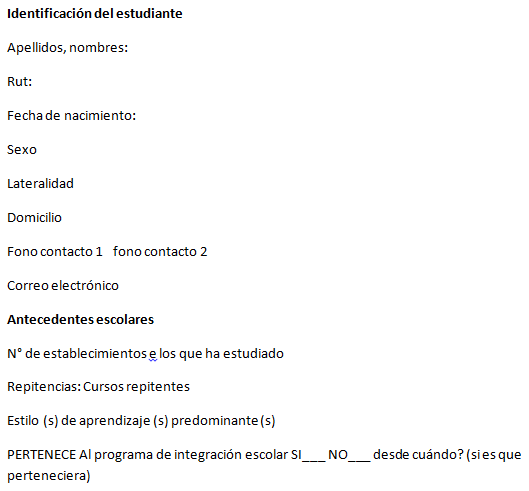 Identificación del estudiante
Apellidos, nombres:
Rut:
Fecha de nacimiento:
Sexo
Lateralidad
Domicilio
Fono contacto 1   fono contacto 2
Correo electrónico
Antecedentes escolares
N° de establecimientos e los que ha estudiado
Repitencias: Cursos repitentes
Estilo (s) de aprendizaje (s) predominante (s)
PERTENECE Al programa de integración escolar SI___ NO___ desde cuándo? (si es que
perteneciera)